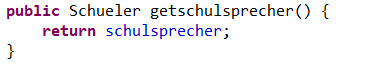 public Schueler getschulsprecher() {
    return schulsprecher;
}